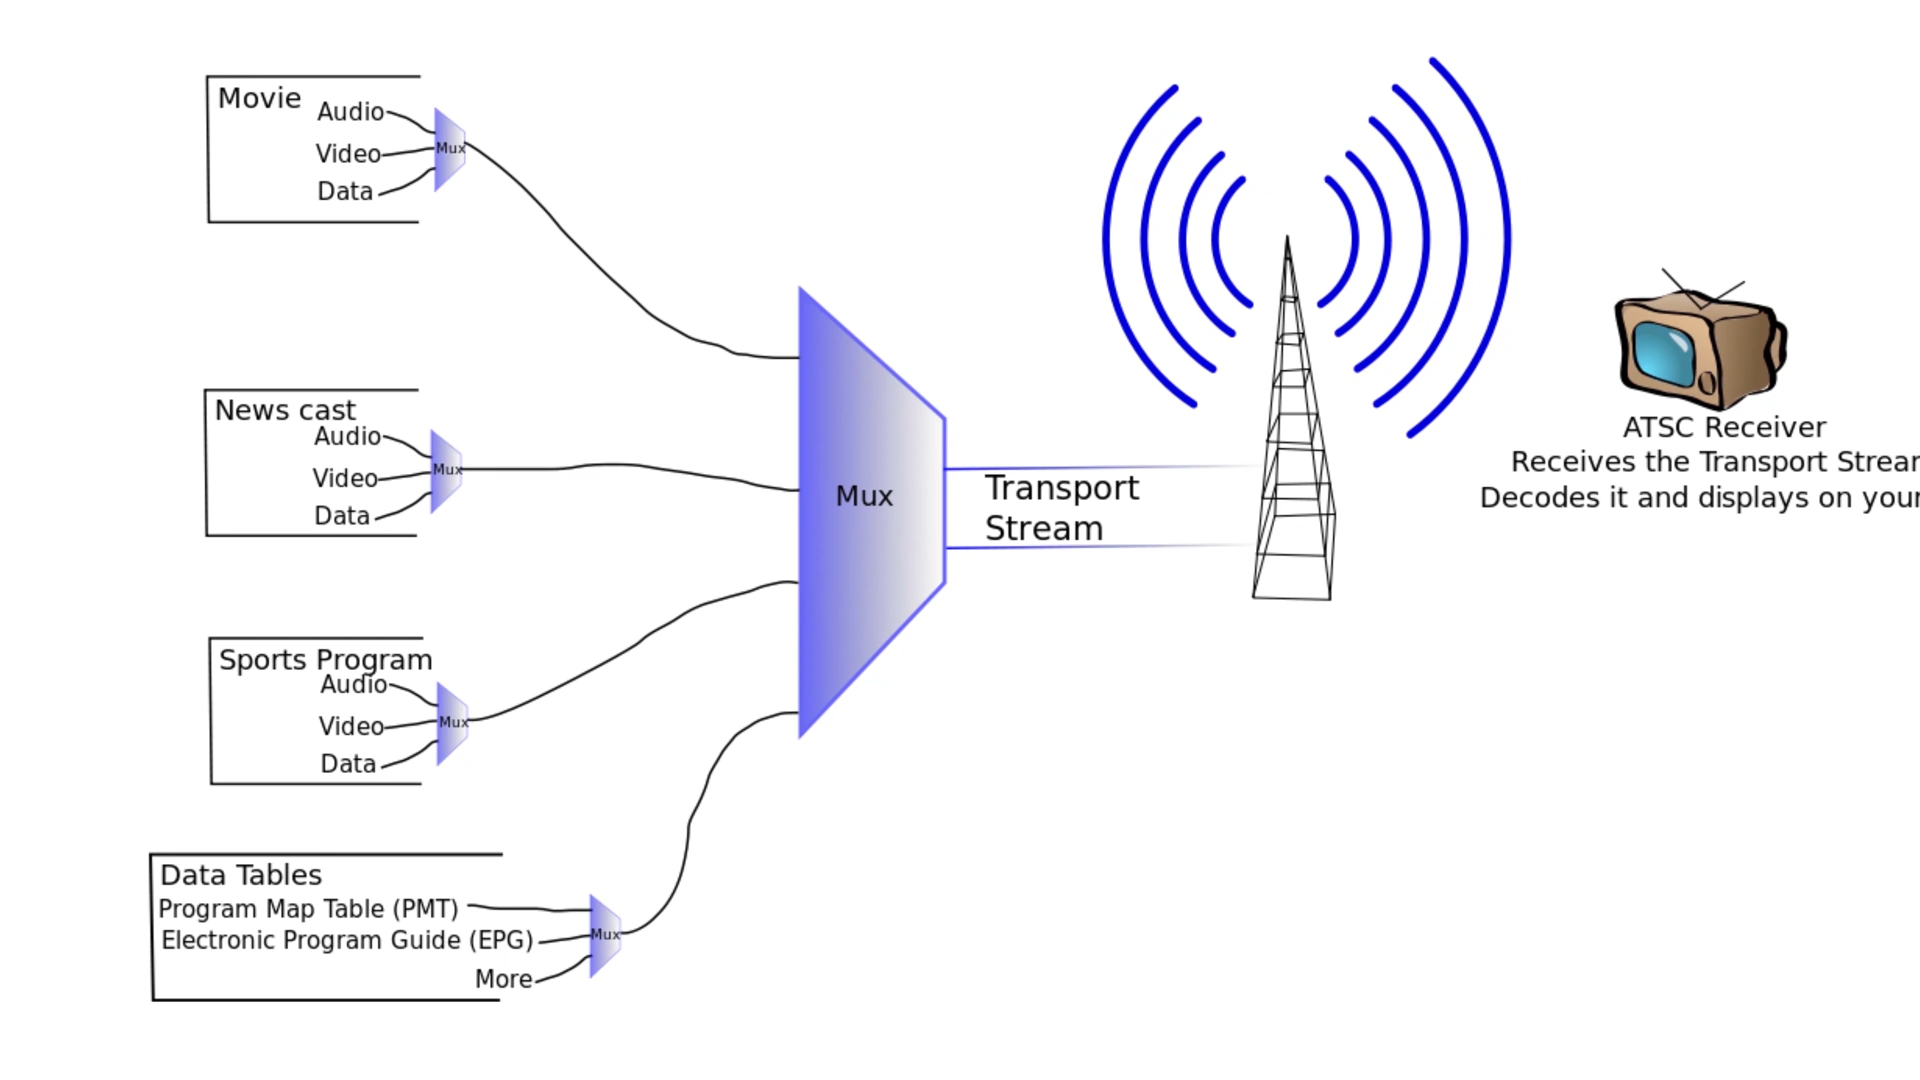 Movie
Audio
Video
Data
Mux
News cast
Audio
Video
Data
Mux
Sports Program
Audio
Video
Data
Mux
Data Tables
Program Map Table (PMT)
Electronic Program Guide (EPG)
More
Mux
Mux
Transport
Stream
ATSC Receiver
Receives the Transport
Decodes it and displays on your